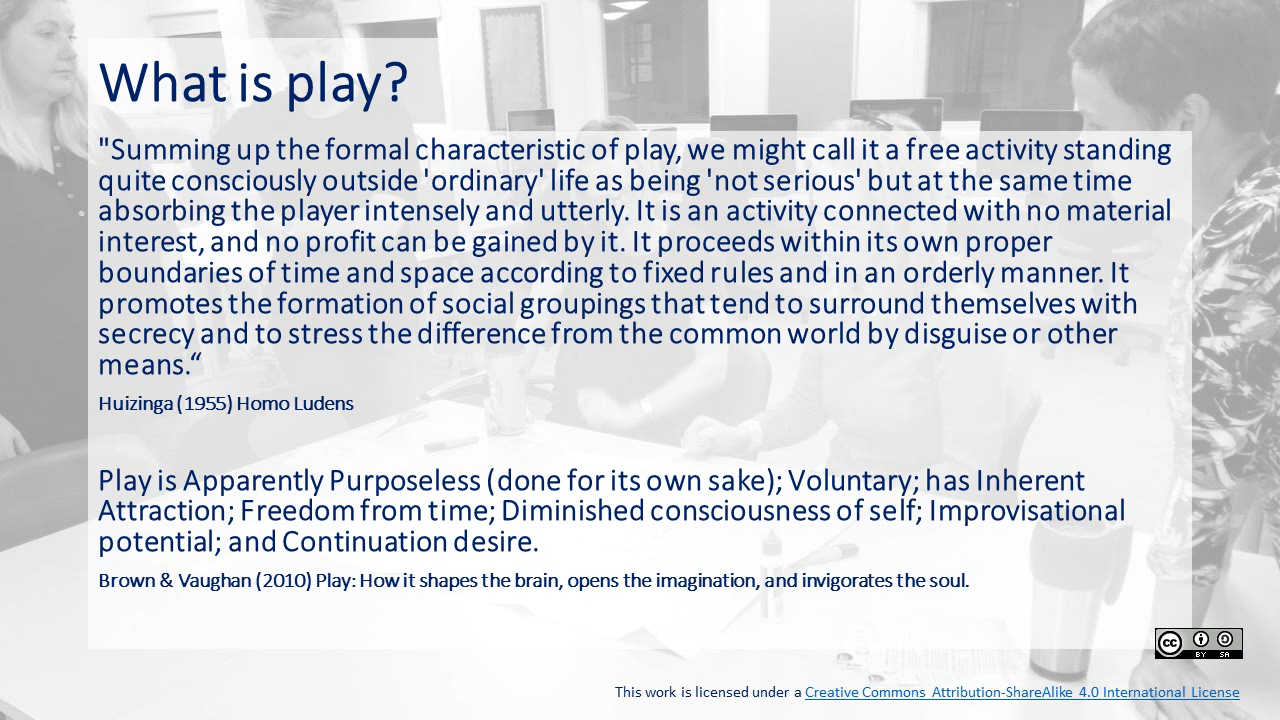 What is play?
"Summing up the formal characteristic of play, we might call it a free activity standing
quite consciously outside 'ordinary' life as being 'not serious' but at the same time
absorbing the player intensely and utterly. It is an activity connected with no material
interest, and no profit can be gained by it. It proceeds within its own proper
boundaries of time and space according to fixed rules and in an orderly manner. It
promotes the formation of social groupings that tend to surround themselves with
secrecy and to stress the difference from the common world by disguise or other
means.“
Huizinga (1955) Homo Ludens
Play is Apparently Purposeless (done for its own sake); Voluntary; has Inherent
Attraction; Freedom from time; Diminished consciousness of self; Improvisational
potential; and Continuation desire.
Brown & Vaughan (2010) Play: How it shapes the brain, opens the imagination, and invigorates the soul.
cc BY SA
This work is licensed under a Creative Commons Attribution-ShareAlike 4.0 International License